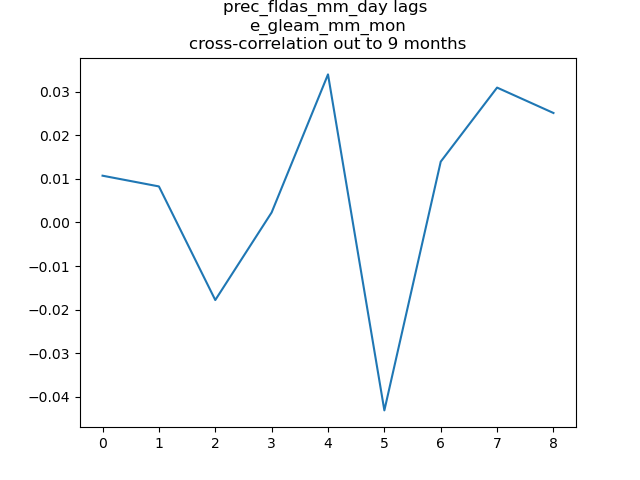 prec_fldas_mm_day lags
e_gleam_mm_mon
cross-correlation out to 9 months
0.03
0.02
0.01
0.00
−0.01
−0.02
−0.03
−0.04
0 1 2 3 4 5 6 7 8